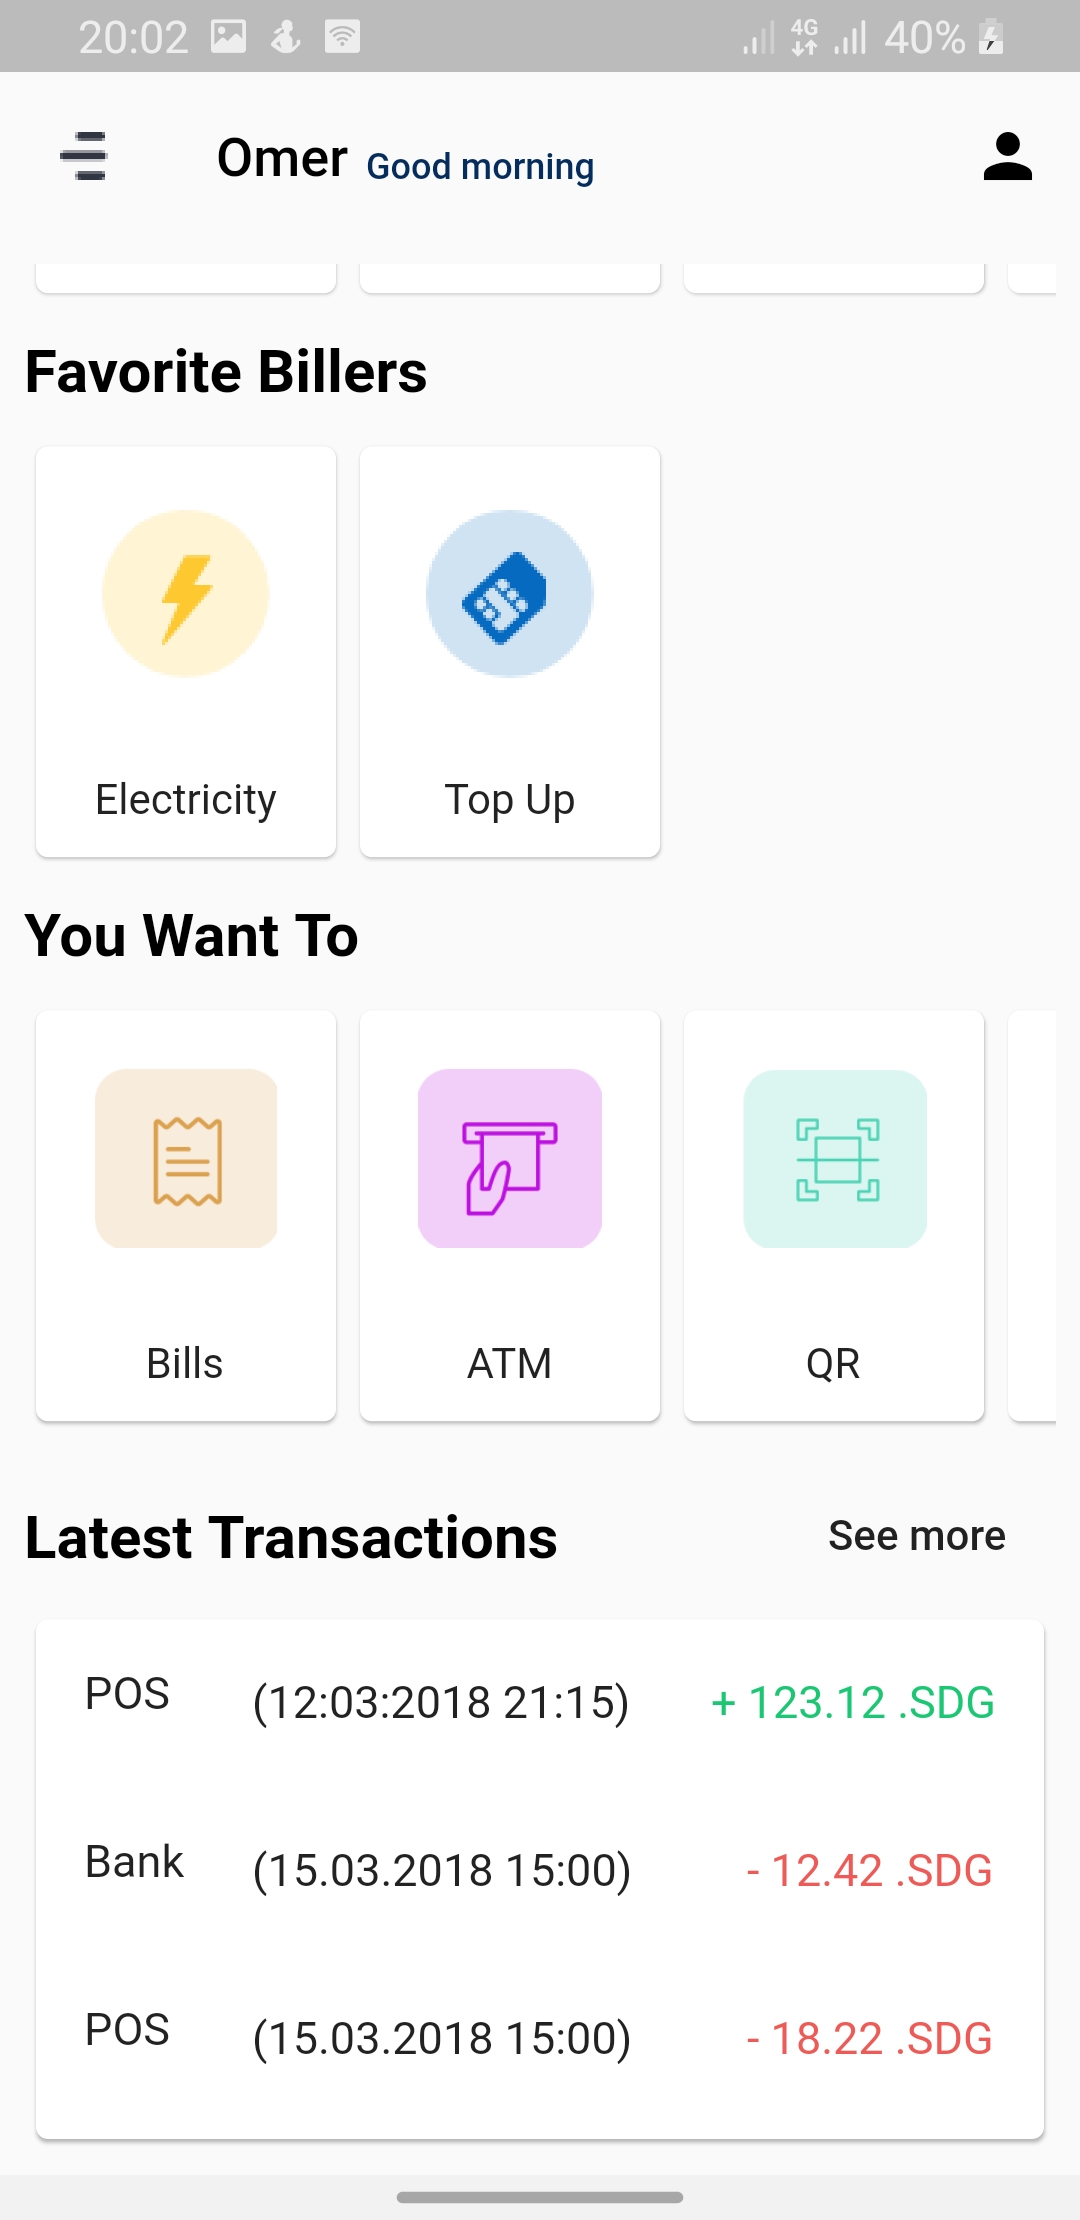 20:02 4G 40%
Omer Good morning
Favorite Billers
Electricity Top Up
You Want To
Bills ATM QR
Latest Transactions See more
POS (12:03:2018 21:15) + 123.12 .SDG
Bank (15.03.2018 15:00) - 12.42 .SDG
POS (15.03.2018 15:00) - 18.22 .SDG